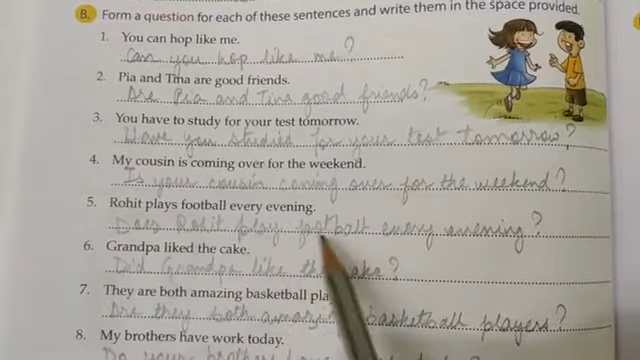 B. Form a question for each of these sentences and write them in the space provided.
1. You can hop like me.
Can you hop like me?
2. Pia and Tina are good friends.
Are Pia and Tina good friends?
3. You have to study for your test tomorrow.
Have you studied for your test tomorrow?
4. My cousin is coming over for the weekend.
Is your cousin coming over for the weekend?
5. Rohit plays football every evening.
Does Rohit play football every evening?
6. Grandpa liked the cake.
Did Grandpa like the cake?
7. They are both amazing basketball pla
Are they both amazing basketball players?
8. My brothers have work today.
Do your brothers